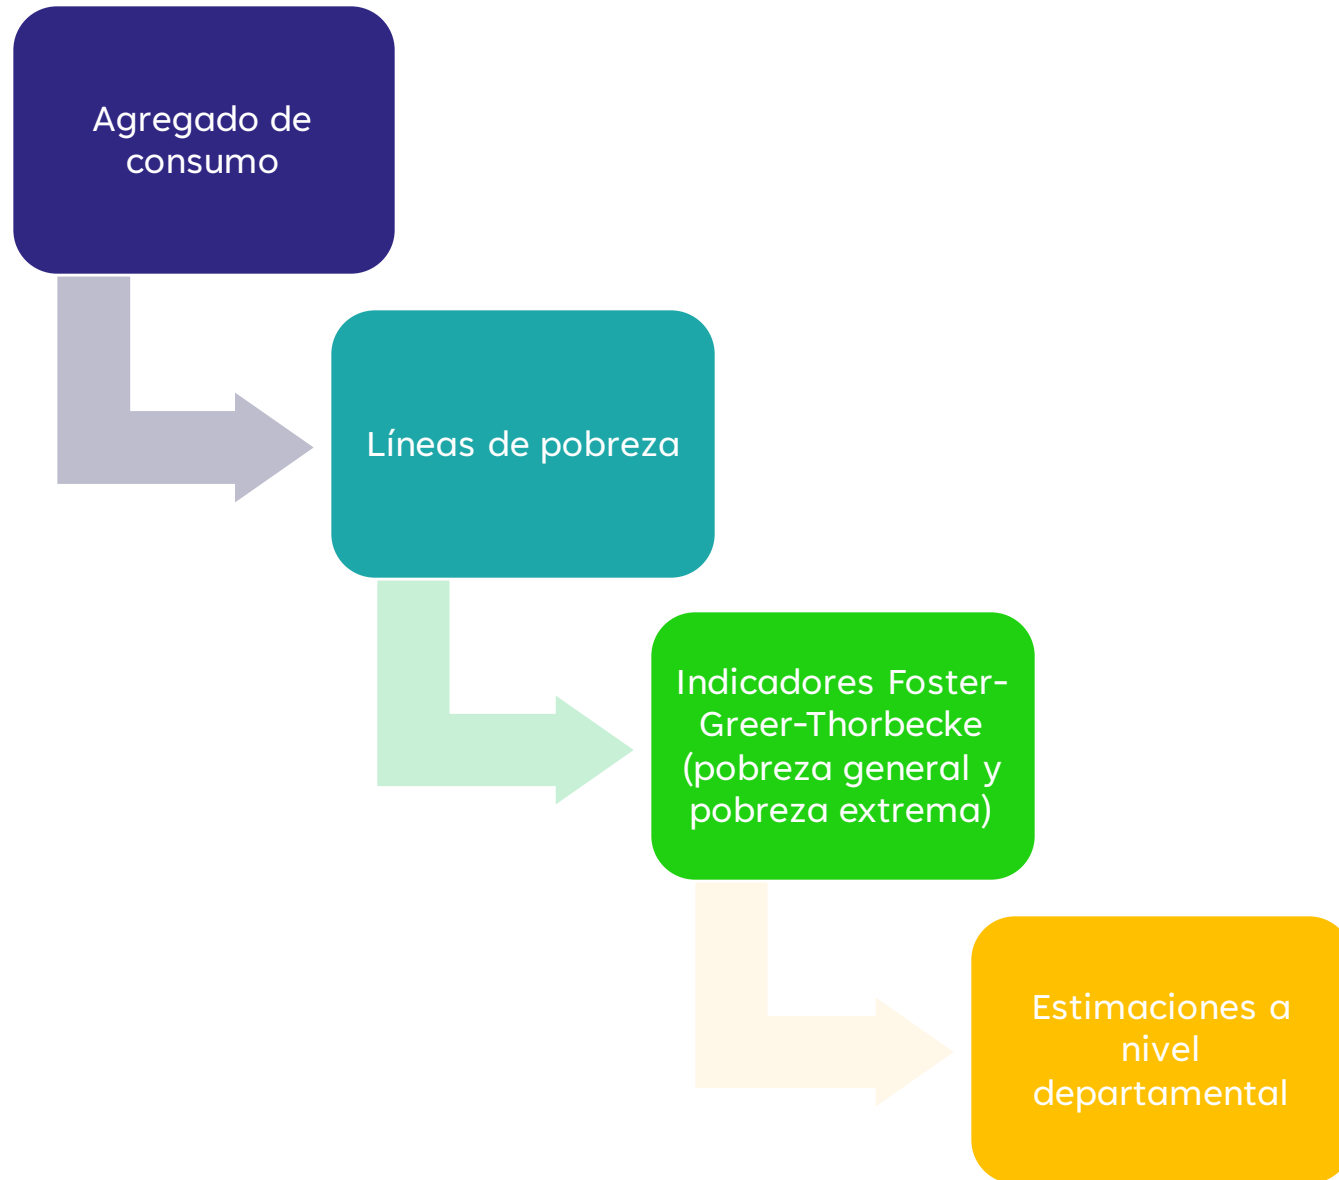 Agregado de
consumo
Líneas de pobreza
Indicadores Foster-
Greer-Thorbecke
(pobreza general y
pobreza extrema)
Estimaciones a
nivel
departamental